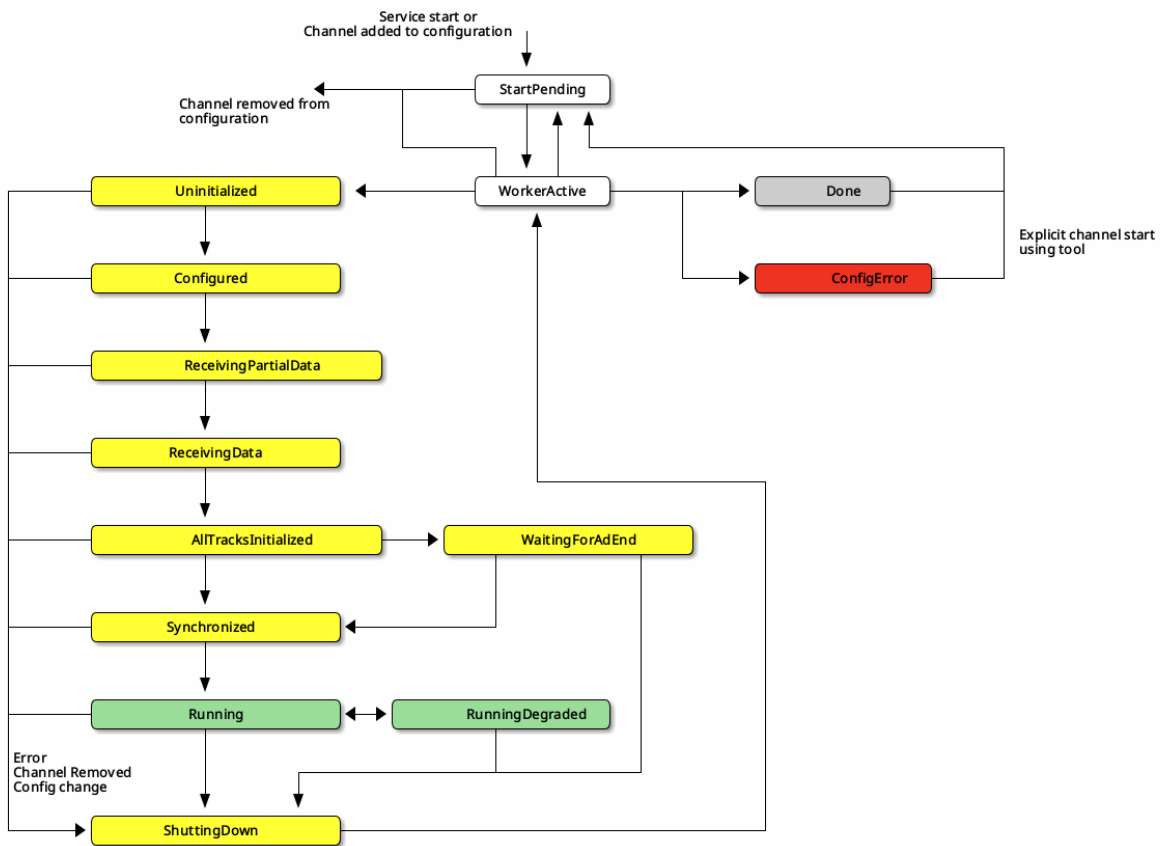 Service start or
Channel added to configuration
StartPending
Channel removed from
configuration
Uninitialized
WorkerActive
Done
Explicit channel start
using tool
Configured
ConfigError
ReceivingPartialData
ReceivingData
AllTracksInitialized
WaitingForAdEnd
Synchronized
Running
RunningDegraded
Error
Channel Removed
Config change
ShuttingDown